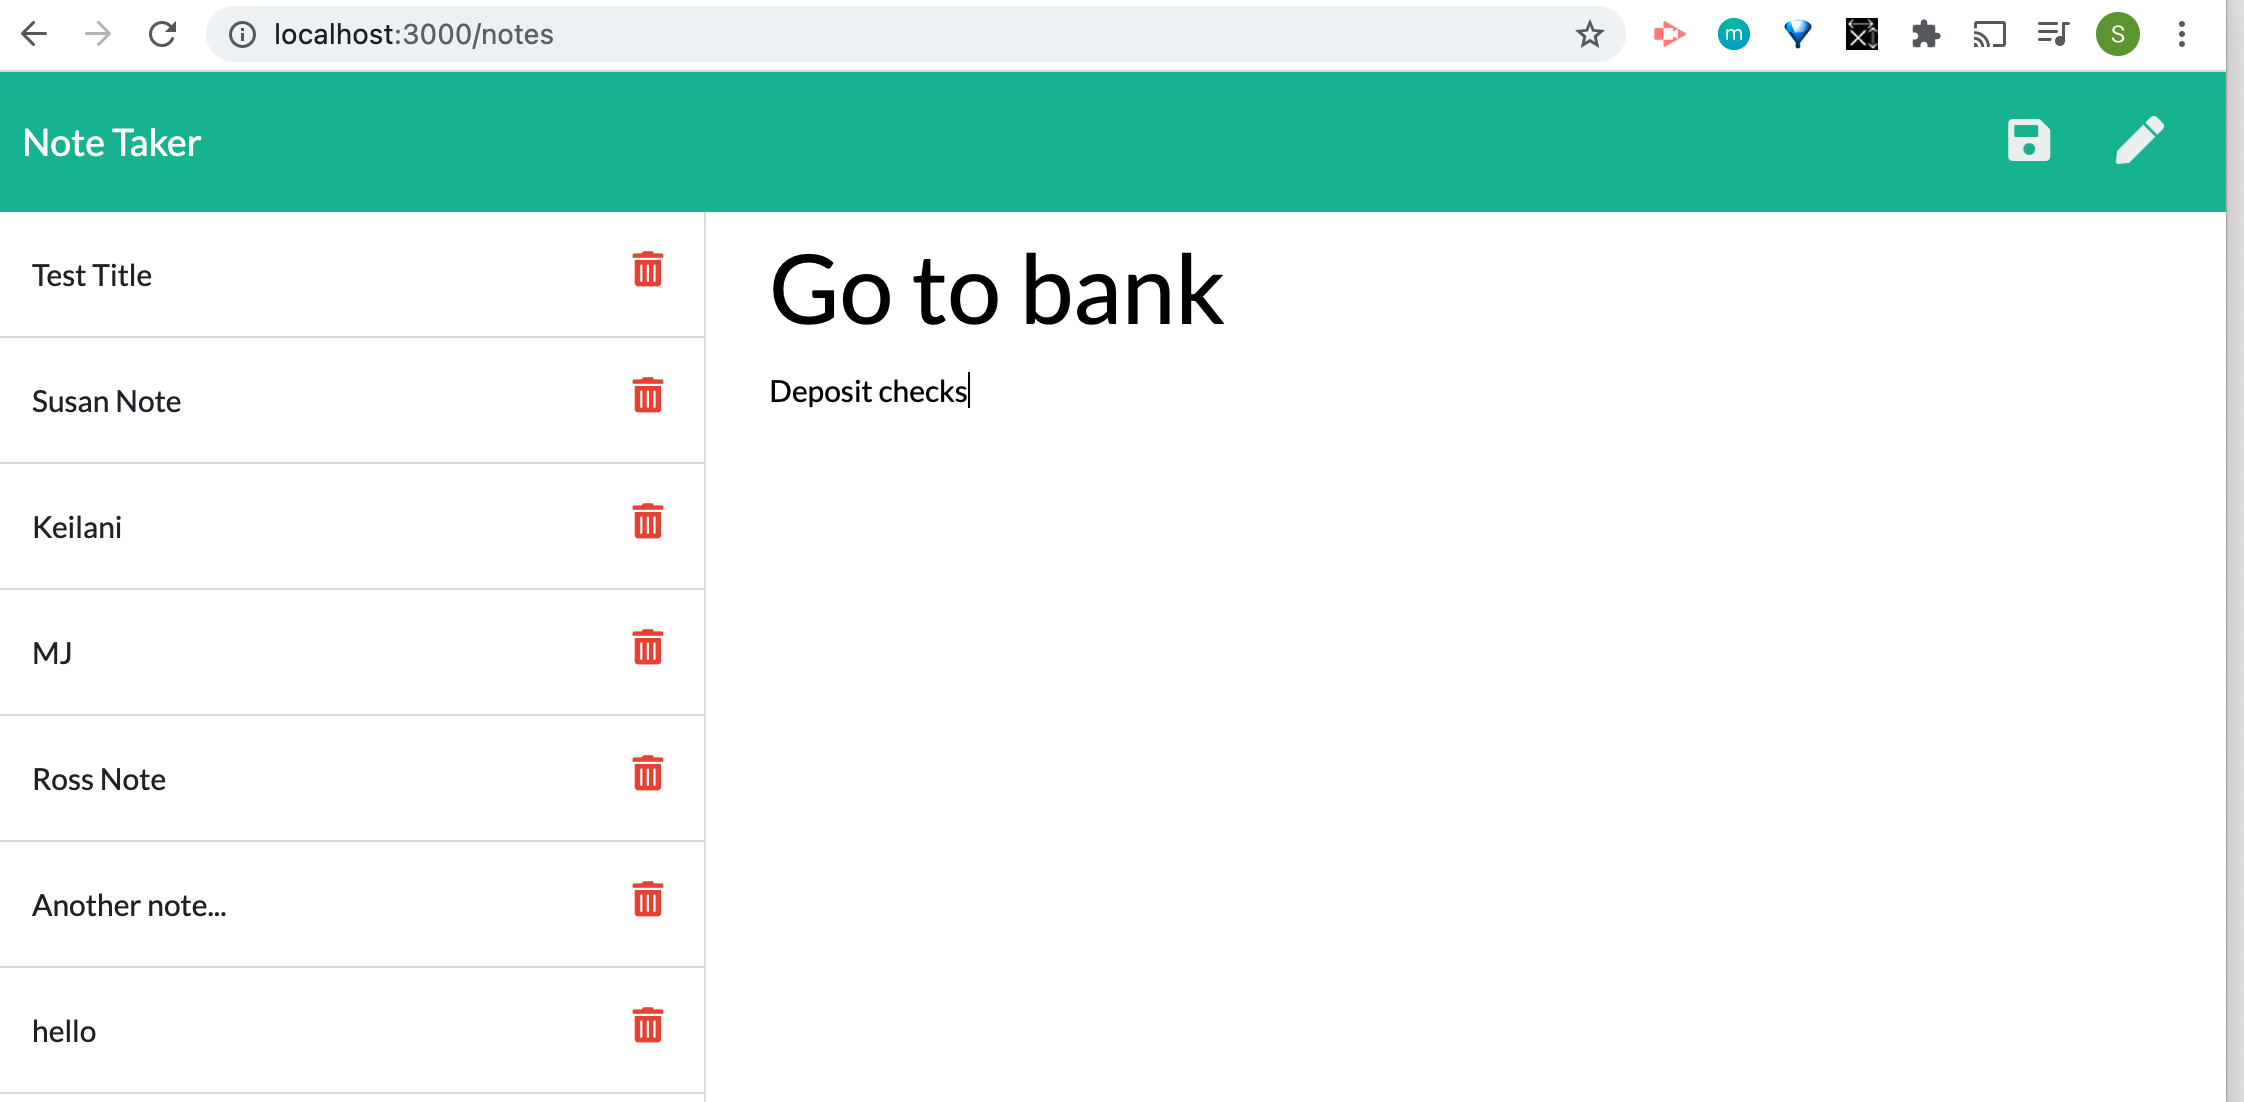 localhost:3000/notes
m
S
Note Taker
Test Title
Susan Note
Keilani
MJ
Ross Note
Another note...
hello
Go to bank
Deposit checks